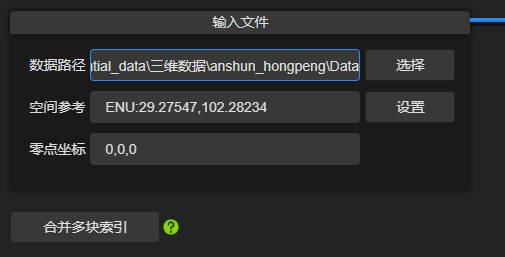 输入文件
数据路径 ntial_data\三维数据\anshun_hongpeng\Data 选择
空间参考 ENU:29.27547,102.28234 设置
零点坐标 0,0,0
合并多块索引 ?